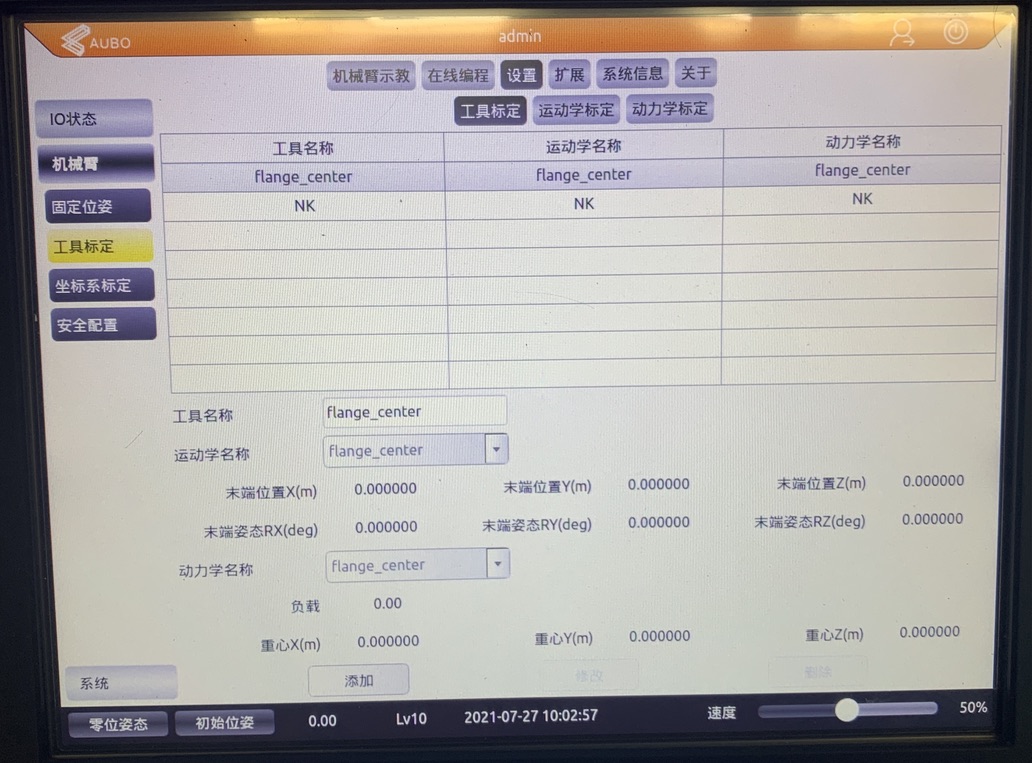 AUBO
admin
机械臂示教 在线编程 设置 扩展 系统信息 关于
工具标定 运动学标定 动力学标定
IO状态
机械臂
固定位姿
工具标定
坐标系标定
安全配置
工具名称 运动学名称 动力学名称
flange_center flange_center flange_center
NK NK NK
工具名称 flange_center
运动学名称 flange_center
末端位置X(m) 0.000000 末端位置Y(m) 0.000000 末端位置Z(m) 0.000000
末端姿态RX(deg) 0.000000 末端姿态RY(deg) 0.000000 末端姿态RZ(deg) 0.000000
动力学名称 flange_center
负载 0.00
重心X(m) 0.000000 重心Y(m) 0.000000 重心Z(m) 0.000000
系统 添加 修改 删除
零位姿态 初始位姿 0.00 Lv10 2021-07-27 10:02:57 速度 50%